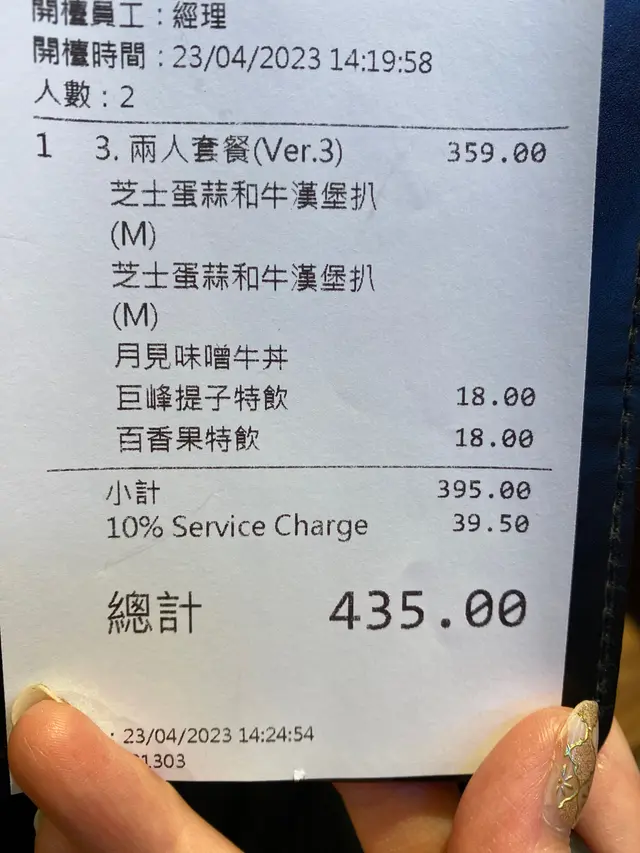 開檯員工：經理
開檯時間：23/04/2023 14:19:58
人數：2
1 3. 兩人套餐(Ver.3) 359.00
芝士蛋蒜和牛漢堡扒
(M)
芝士蛋蒜和牛漢堡扒
(M)
月見味噌牛丼
巨峰提子特飲 18.00
百香果特飲 18.00
小計 395.00
10% Service Charge 39.50
總計 435.00
: 23/04/2023 14:24:54
1303